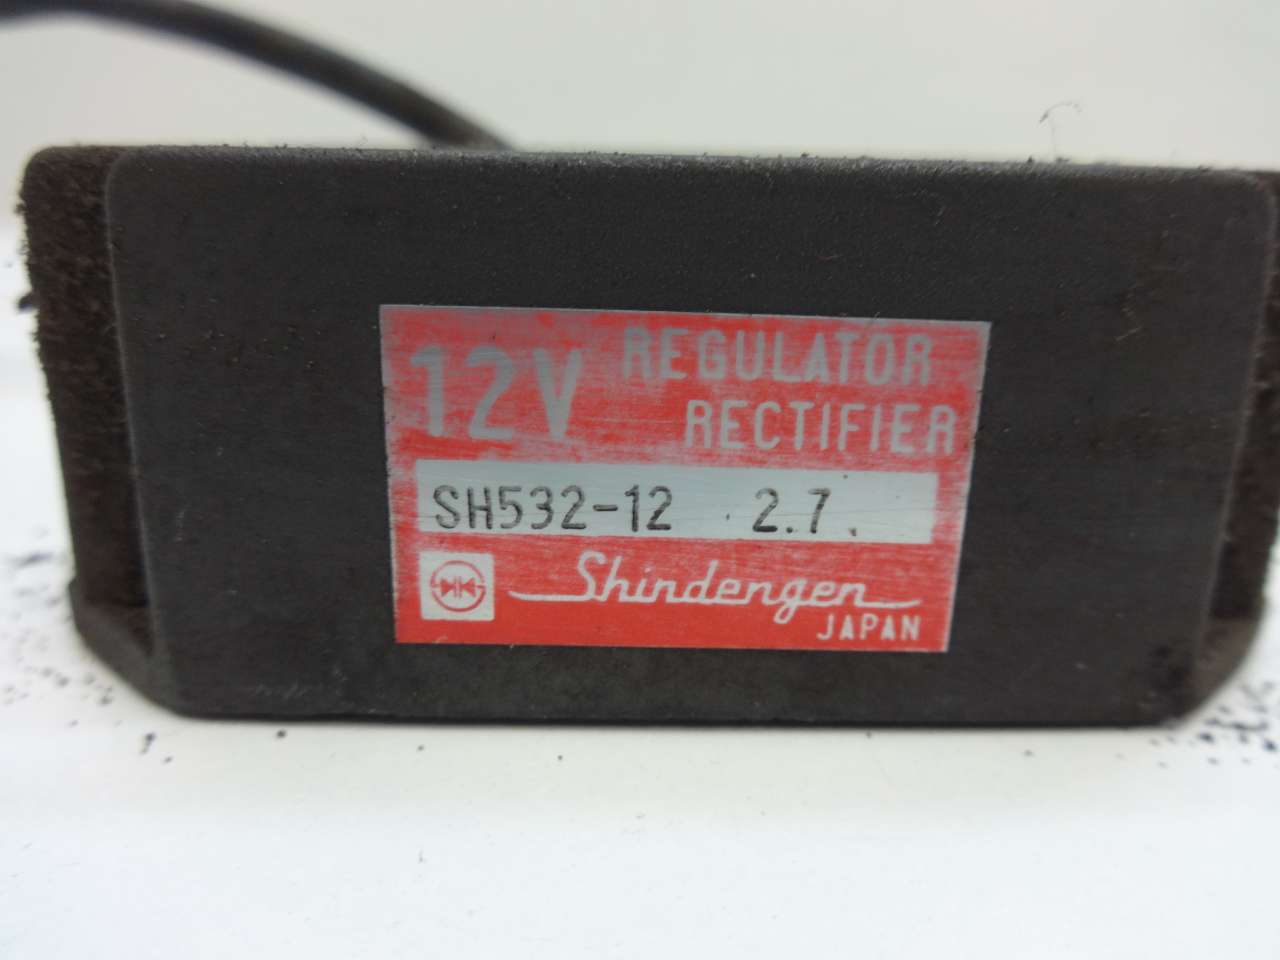 12V REGULATOR
RECTIFIER
SH532-12 2.7
Shindengen
JAPAN